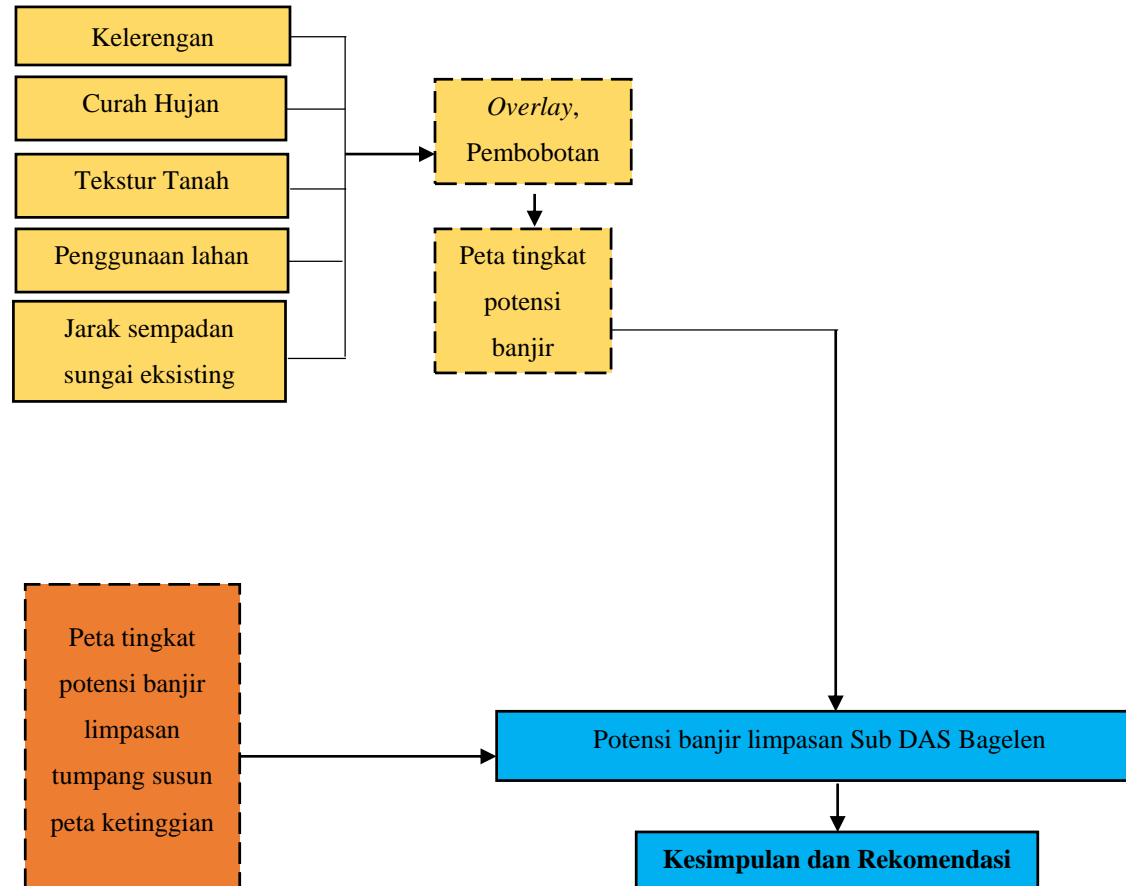 Kelerengan
Curah Hujan
Tekstur Tanah
Penggunaan lahan
Jarak sempadan
sungai eksisting
Overlay,
Pembobotan
Peta tingkat
potensi
banjir
Peta tingkat
potensi banjir
limpasan
tumpang susun
peta ketinggian
Potensi banjir limpasan Sub DAS Bagelen
Kesimpulan dan Rekomendasi